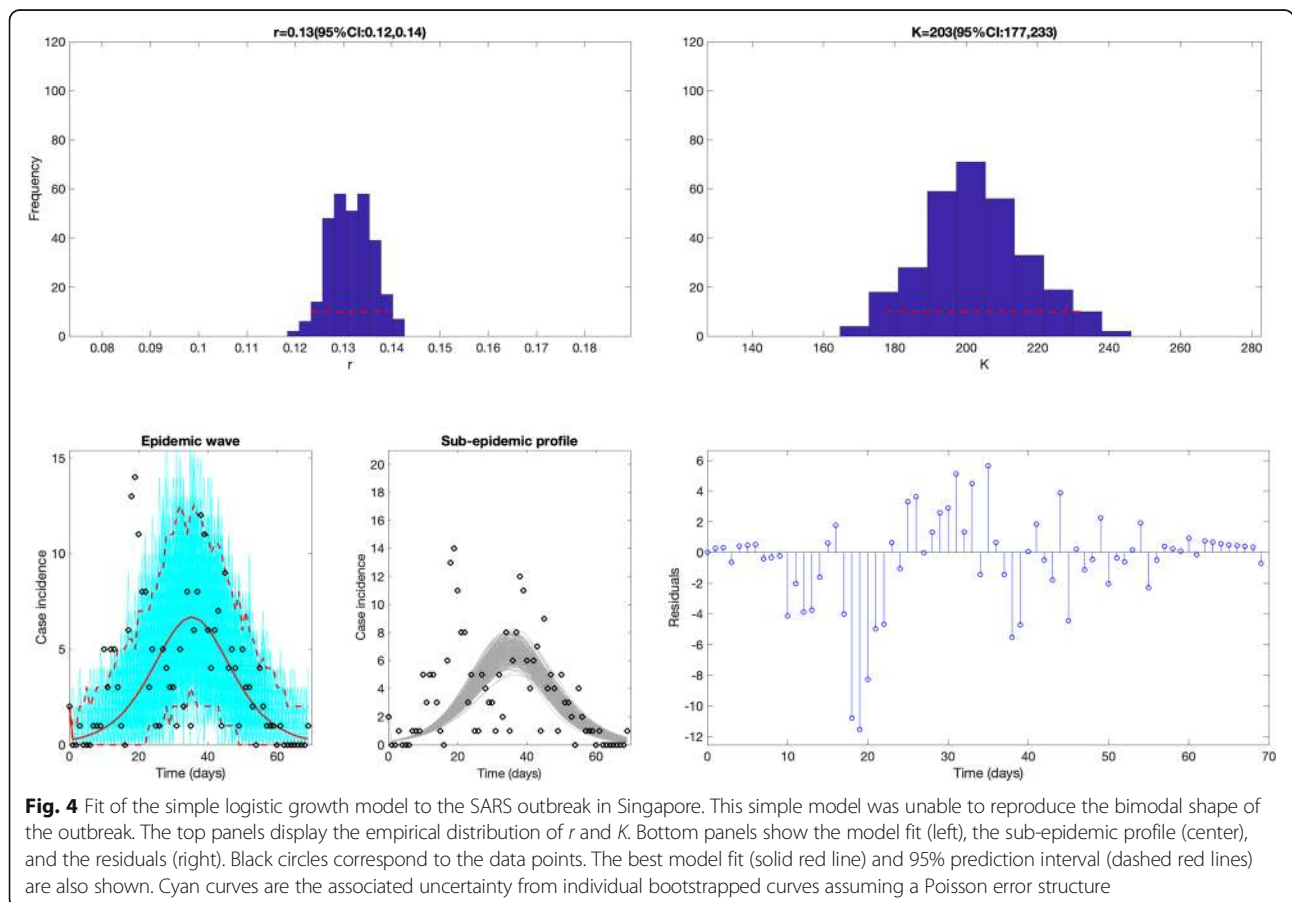 r=0.13(95%CI:0.12,0.14)
120
100
80
60
40
20
0
Frequency
0.08 0.09 0.1 0.11 0.12 0.13 0.14 0.15 0.16 0.17 0.18
r
K=203(95%CI:177,233)
120
100
80
60
40
20
0
140 160 180 200 220 240 260 280
K
Epidemic wave
15
10
5
0
Case incidence
0 20 40 60
Time (days)
Sub-epidemic profile
20
18
16
14
12
10
8
6
4
2
0
Case incidence
0 20 40 60
Time (days)
6
4
2
0
-2
-4
-6
-8
-10
-12
Residuals
0 10 20 30 40 50 60 70
Time (days)
Fig. 4 Fit of the simple logistic growth model to the SARS outbreak in Singapore. This simple model was unable to reproduce the bimodal shape of
the outbreak. The top panels display the empirical distribution of r and K. Bottom panels show the model fit (left), the sub-epidemic profile (center),
and the residuals (right). Black circles correspond to the data points. The best model fit (solid red line) and 95% prediction interval (dashed red lines)
are also shown. Cyan curves are the associated uncertainty from individual bootstrapped curves assuming a Poisson error structure